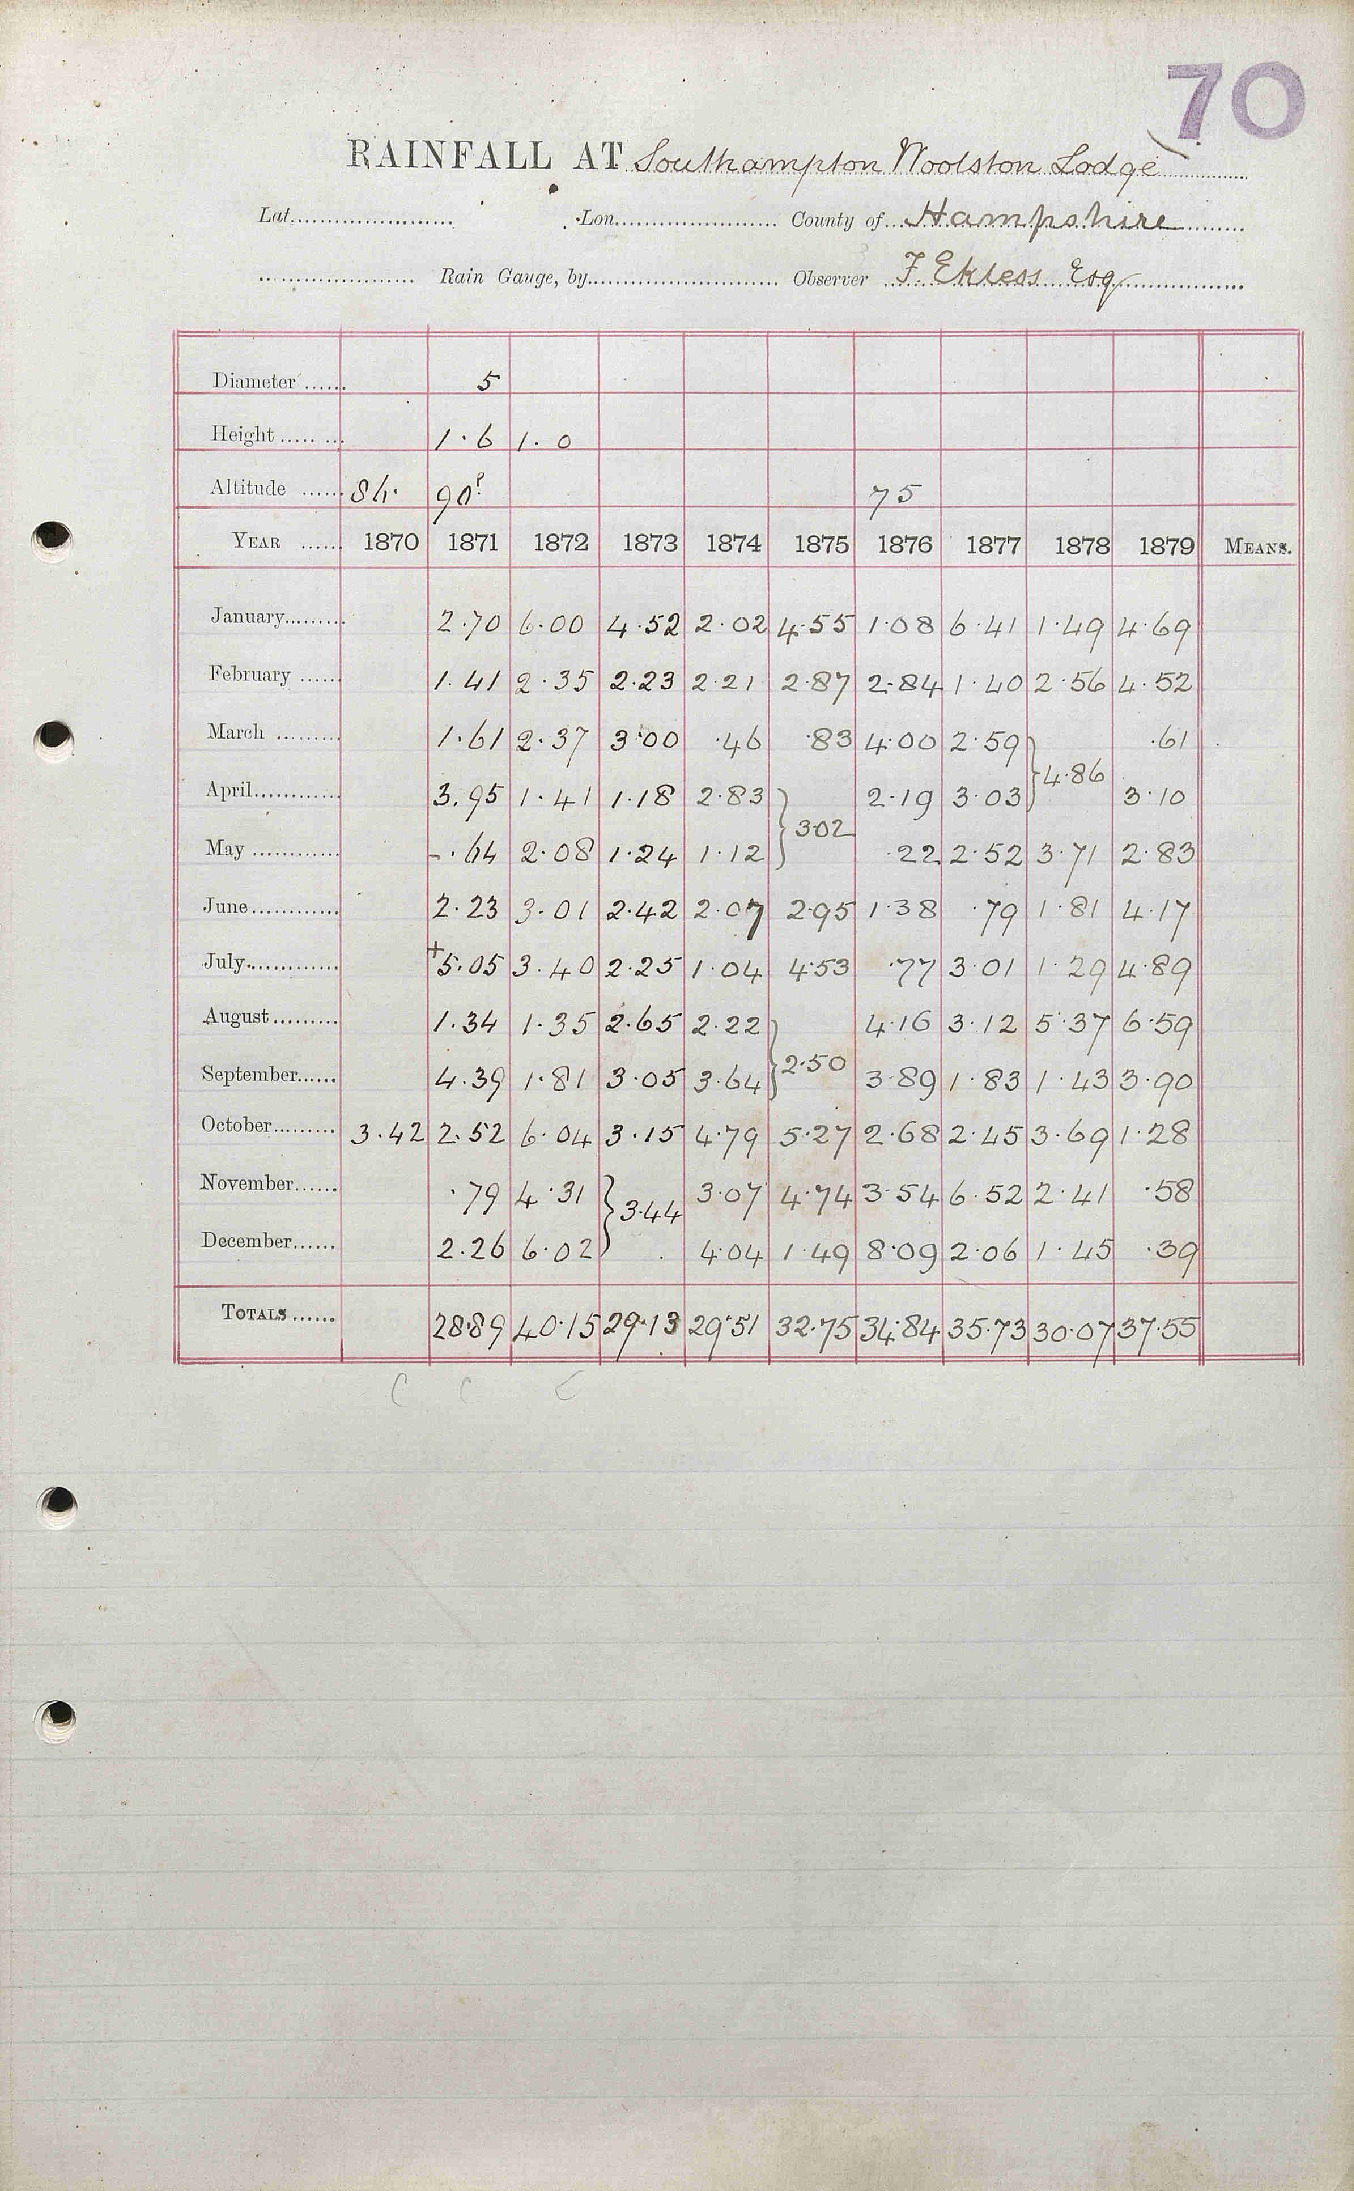 70
RAINFALL AT Southampton Woolston Lodge
Lat. Lon. County of Hampshire
Rain Gauge, by Observer F Ekless Esq
Diameter 5
Height 1.6 1.0
Altitude 84. 90? 75
YEAR 1870 1871 1872 1873 1874 1875 1876 1877 1878 1879 MEANS.
January 2.70 6.00 4.52 2.02 4.55 1.08 6.41 1.49 4.69
February 1.41 2.35 2.23 2.21 2.87 2.84 1.40 2.56 4.52
March 1.61 2.37 3.00 .46 .83 4.00 2.59 } 4.86 .61
April 3.95 1.41 1.18 2.83 } 3.02 2.19 3.03 3.10
May -.64 2.08 1.24 1.12 .22 2.52 3.71 2.83
June 2.23 3.01 2.42 2.07 2.95 1.38 .79 1.81 4.17
July +5.05 3.40 2.25 1.04 4.53 .77 3.01 1.29 4.89
August 1.34 1.35 2.65 2.22 } 2.50 4.16 3.12 5.37 6.59
September 4.39 1.81 3.05 3.64 3.89 1.83 1.43 3.90
October 3.42 2.52 6.04 3.15 4.79 5.27 2.68 2.45 3.69 1.28
November .79 4.31 } 3.44 3.07 4.74 3.54 6.52 2.41 .58
December 2.26 6.02 4.04 1.49 8.09 2.06 1.45 .39
TOTALS 28.89 40.15 29.13 29.51 32.75 34.84 35.73 30.07 37.55
C C C